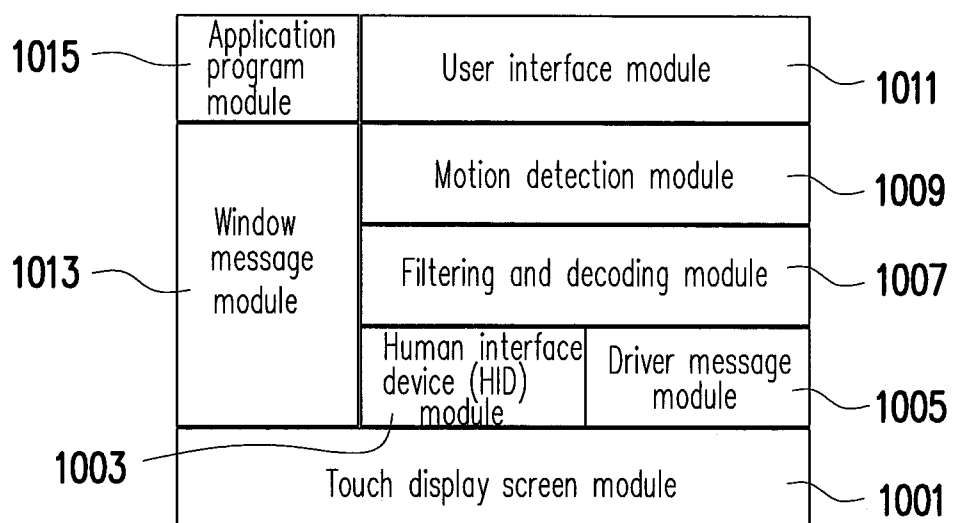 1015
Application
program
module
User interface module
1011
Motion detection module
1009
1013
Window
message
module
Filtering and decoding module
1007
Human interface
device (HID)
module
Driver message
module
1005
1003
Touch display screen module
1001